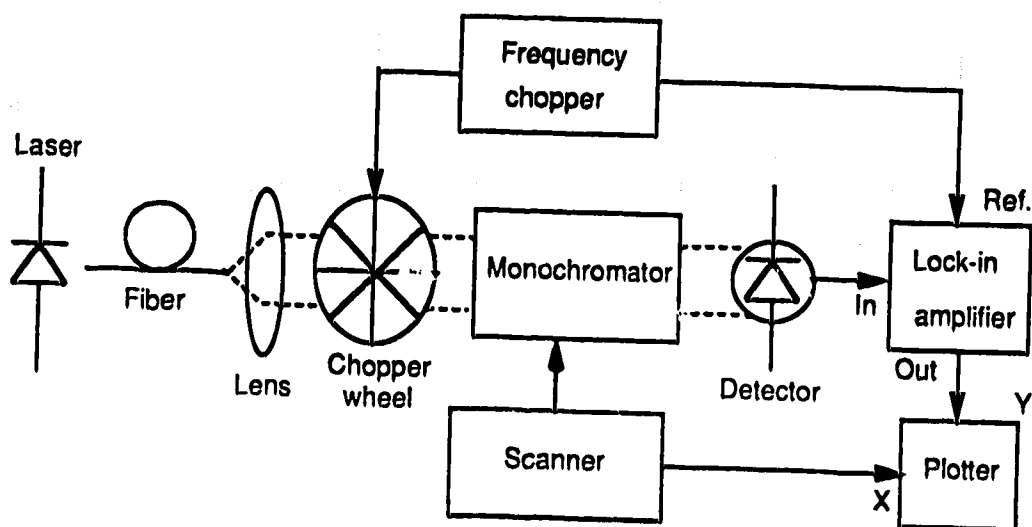 Frequency
chopper
Laser
Ref.
Monochromator
Lock-in
amplifier
Fiber
In
Lens
Chopper
wheel
Detector
Out
Y
Scanner
Plotter
X